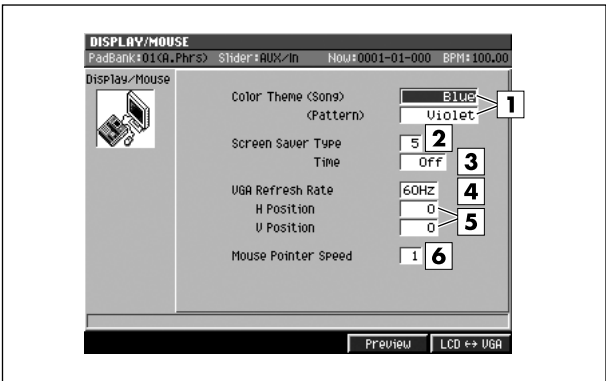 DISPLAY/MOUSE
PadBank:01(A.Phrs) Slider:AUX/In Now:0001-01-000 BPM:100.00
Display/Mouse
Color Theme (Song) Blue
(Pattern) Violet
1
Screen Saver Type 5 2
Time Off 3
VGA Refresh Rate 60Hz 4
H Position 0
V Position 0
5
Mouse Pointer Speed 1 6
Preview LCD ↔ VGA